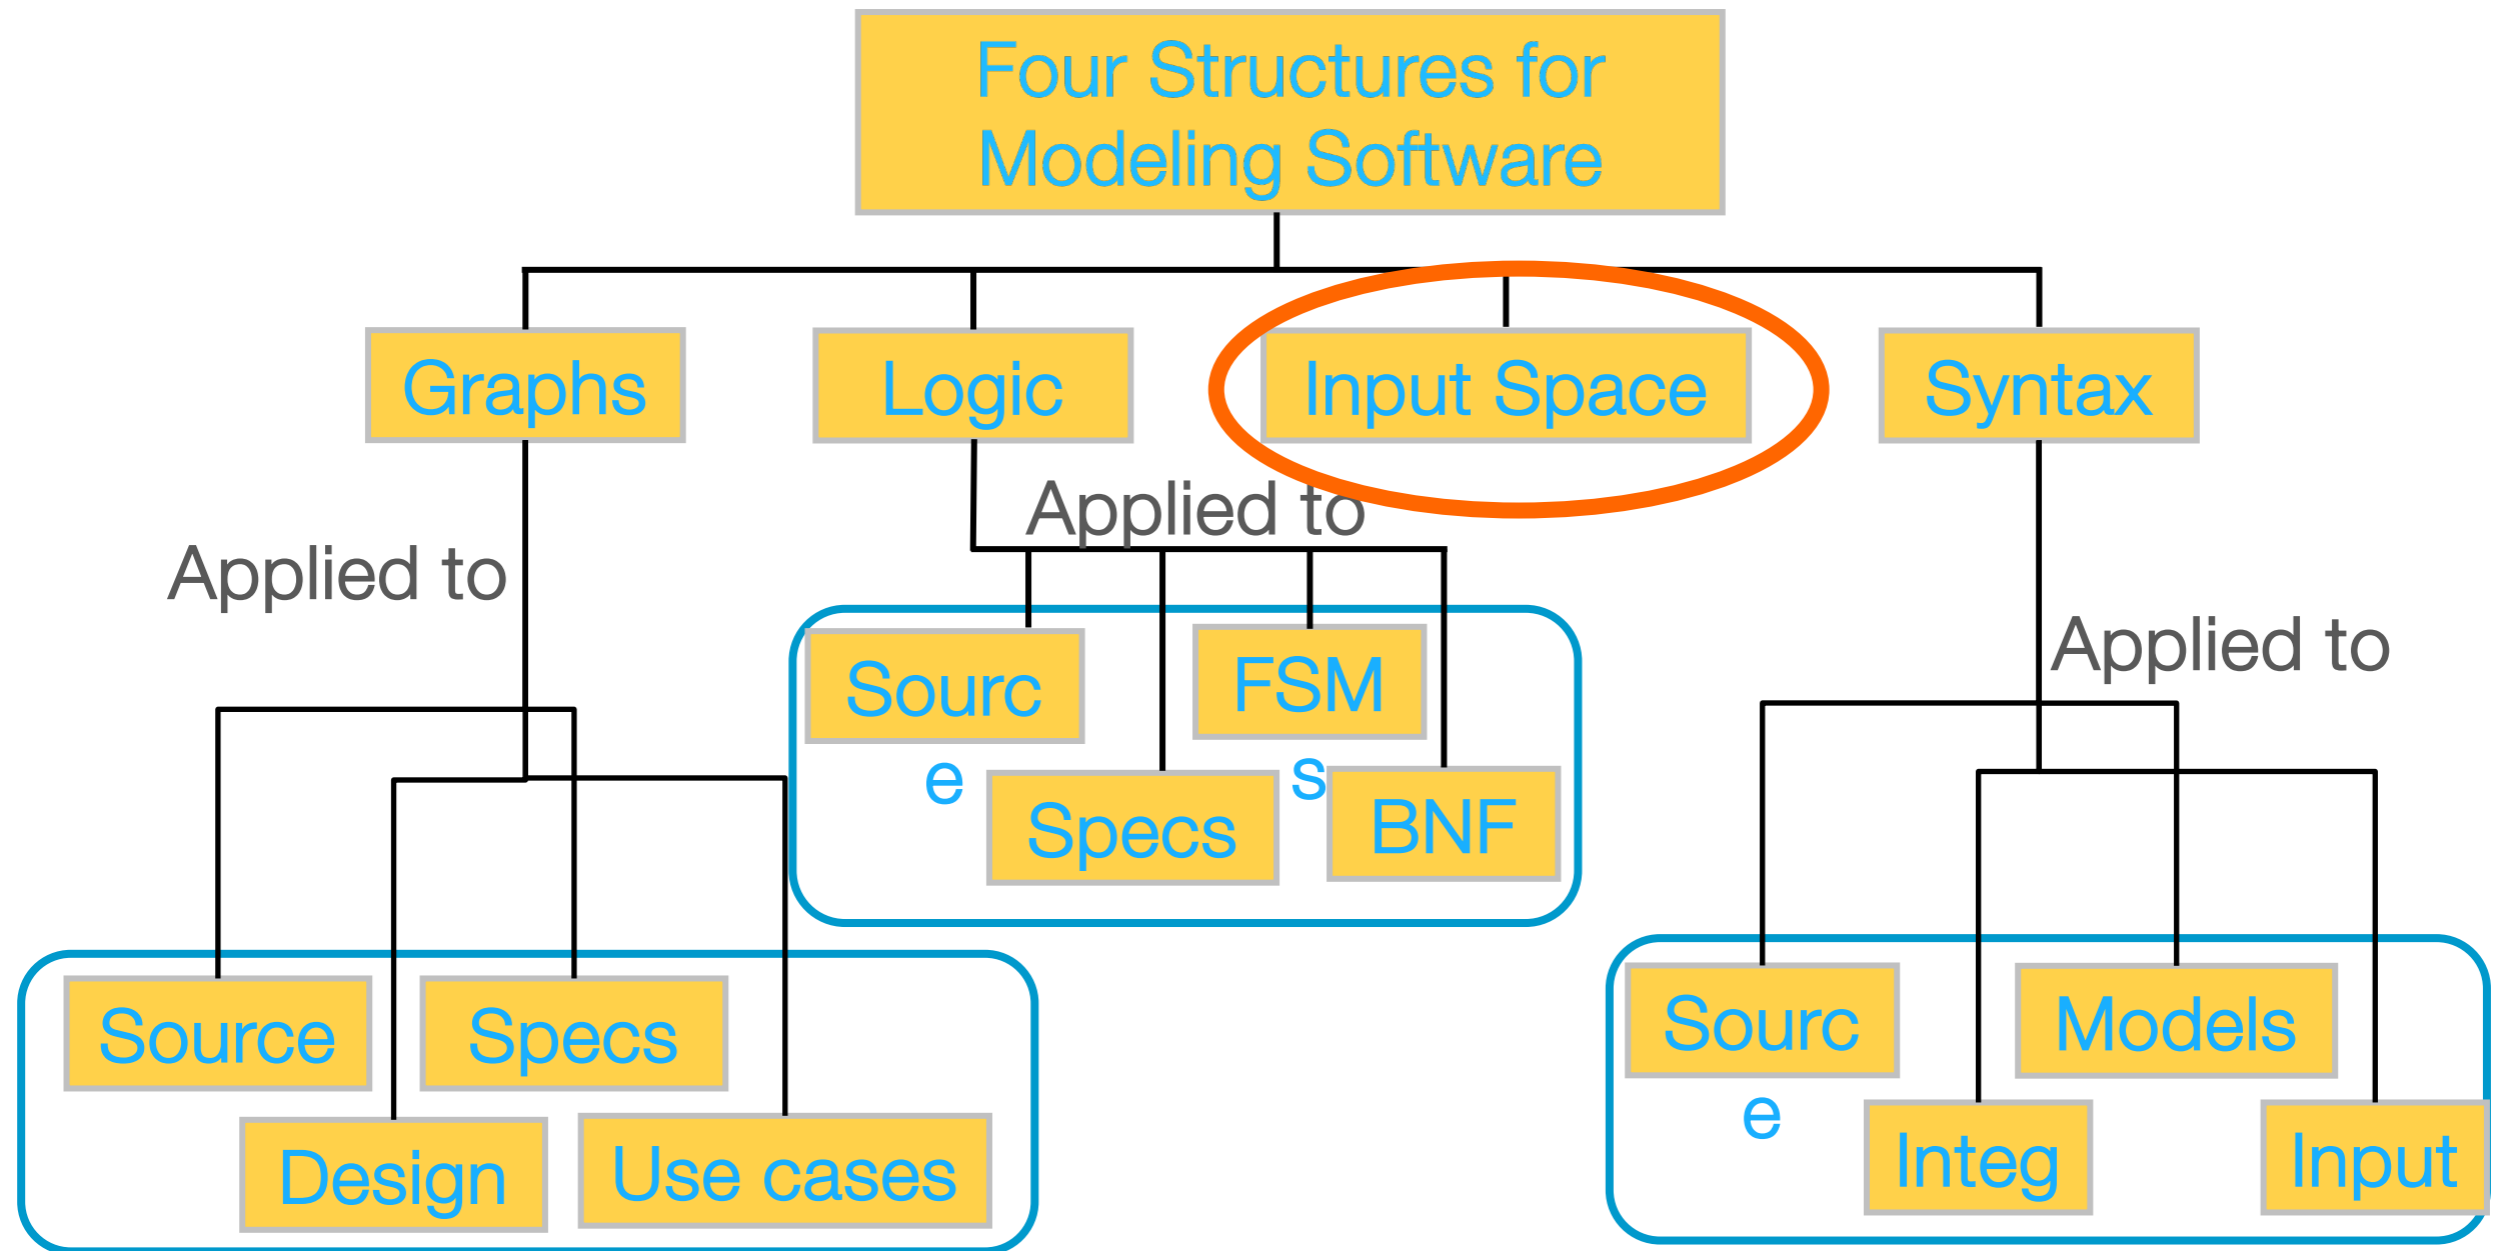 Four Structures for
Modeling Software
Graphs
Logic
Input Space
Syntax
Applied to
Applied to
Applied to
Sourc
e
FSM
s
Specs
BNF
Source
Specs
Design
Use cases
Sourc
e
Models
Integ
Input